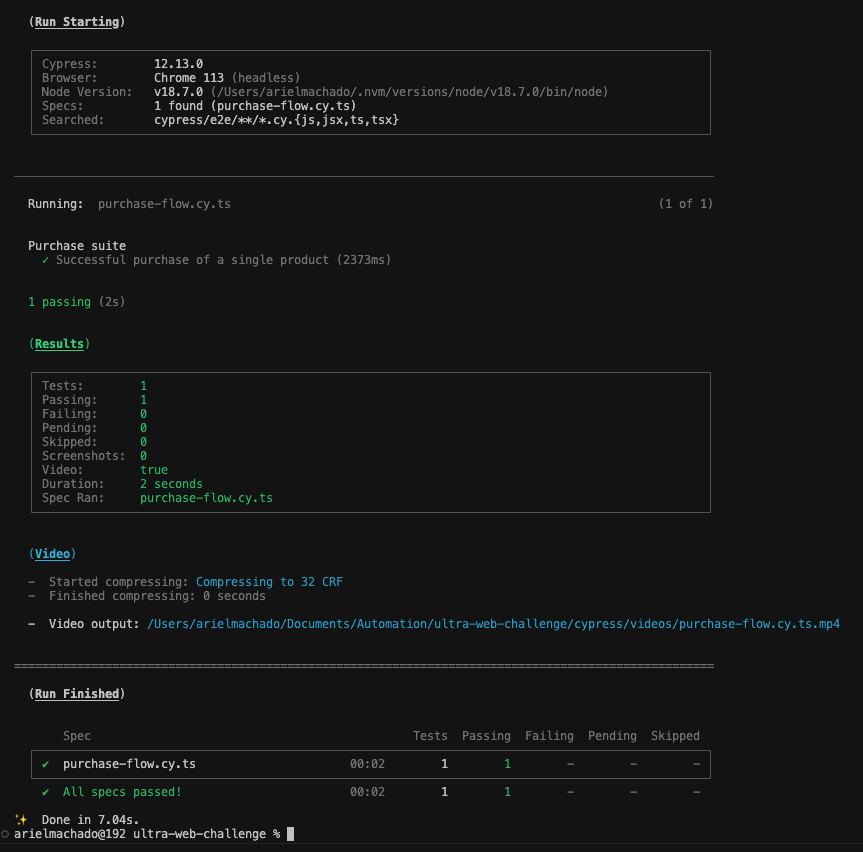 (Run Starting)
Cypress: 12.13.0
Browser: Chrome 113 (headless)
Node Version: v18.7.0 (/Users/arielmachado/.nvm/versions/node/v18.7.0/bin/node)
Specs: 1 found (purchase-flow.cy.ts)
Searched: cypress/e2e/**/*.cy.{js,jsx,ts,tsx}
Running: purchase-flow.cy.ts (1 of 1)
Purchase suite
✓ Successful purchase of a single product (2373ms)
1 passing (2s)
(Results)
Tests: 1
Passing: 1
Failing: 0
Pending: 0
Skipped: 0
Screenshots: 0
Video: true
Duration: 2 seconds
Spec Ran: purchase-flow.cy.ts
(Video)
– Started compressing: Compressing to 32 CRF
– Finished compressing: 0 seconds
– Video output: /Users/arielmachado/Documents/Automation/ultra-web-challenge/cypress/videos/purchase-flow.cy.ts.mp4
(Run Finished)
Spec Tests Passing Failing Pending Skipped
✔ purchase-flow.cy.ts 00:02 1 1 – – –
✔ All specs passed! 00:02 1 1 – – –
✨ Done in 7.04s.
arielmachado@192 ultra-web-challenge %